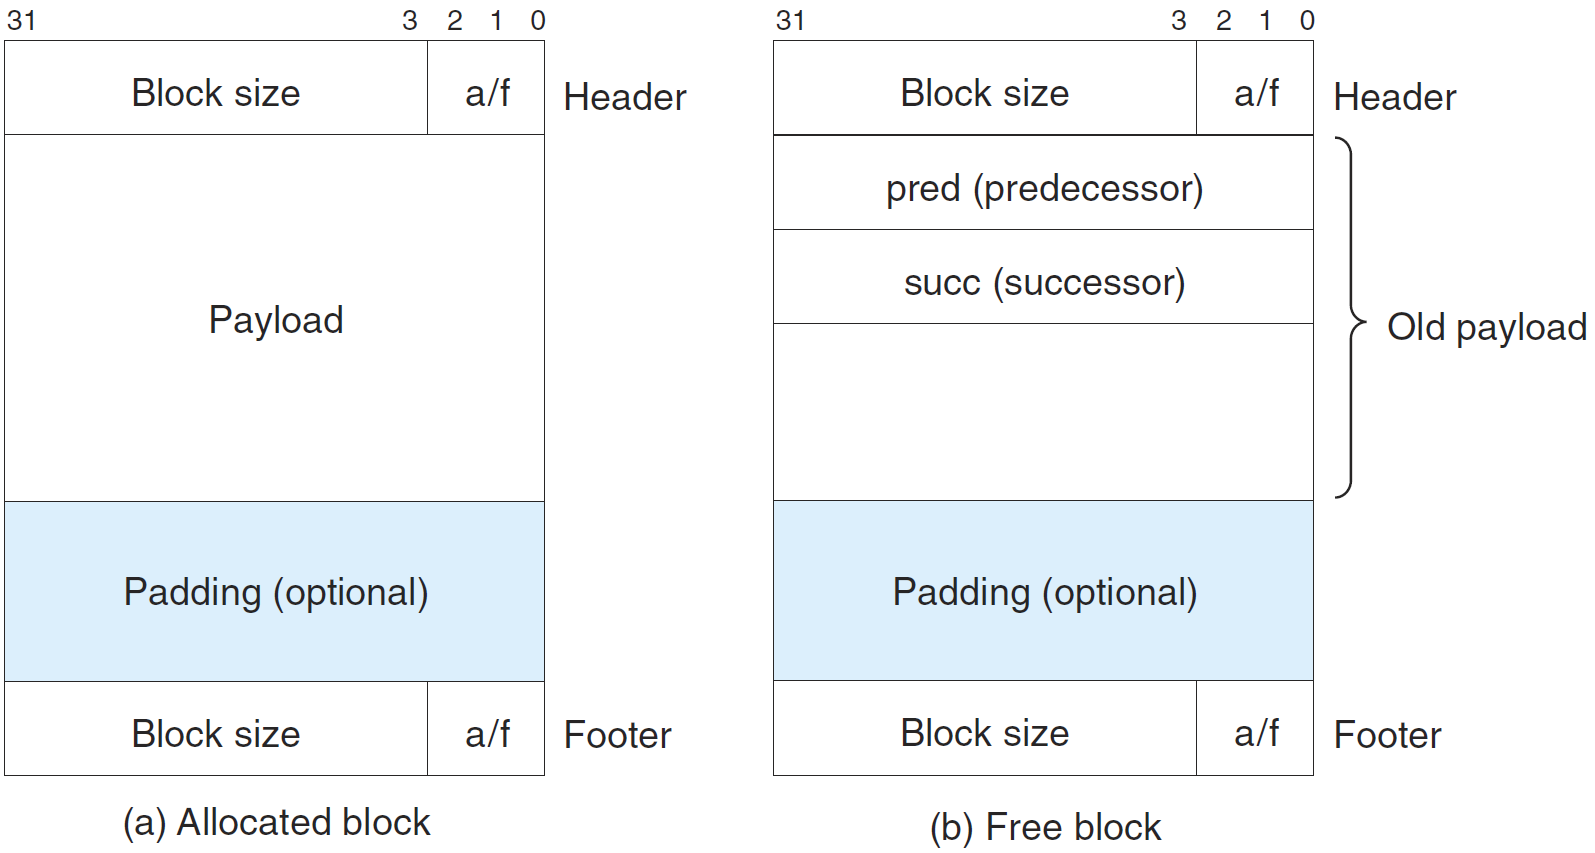 31 3 2 1 0
Block size a/f Header
Payload
Padding (optional)
Block size a/f Footer
(a) Allocated block
31 3 2 1 0
Block size a/f Header
pred (predecessor)
succ (successor)
Old payload
Padding (optional)
Block size a/f Footer
(b) Free block